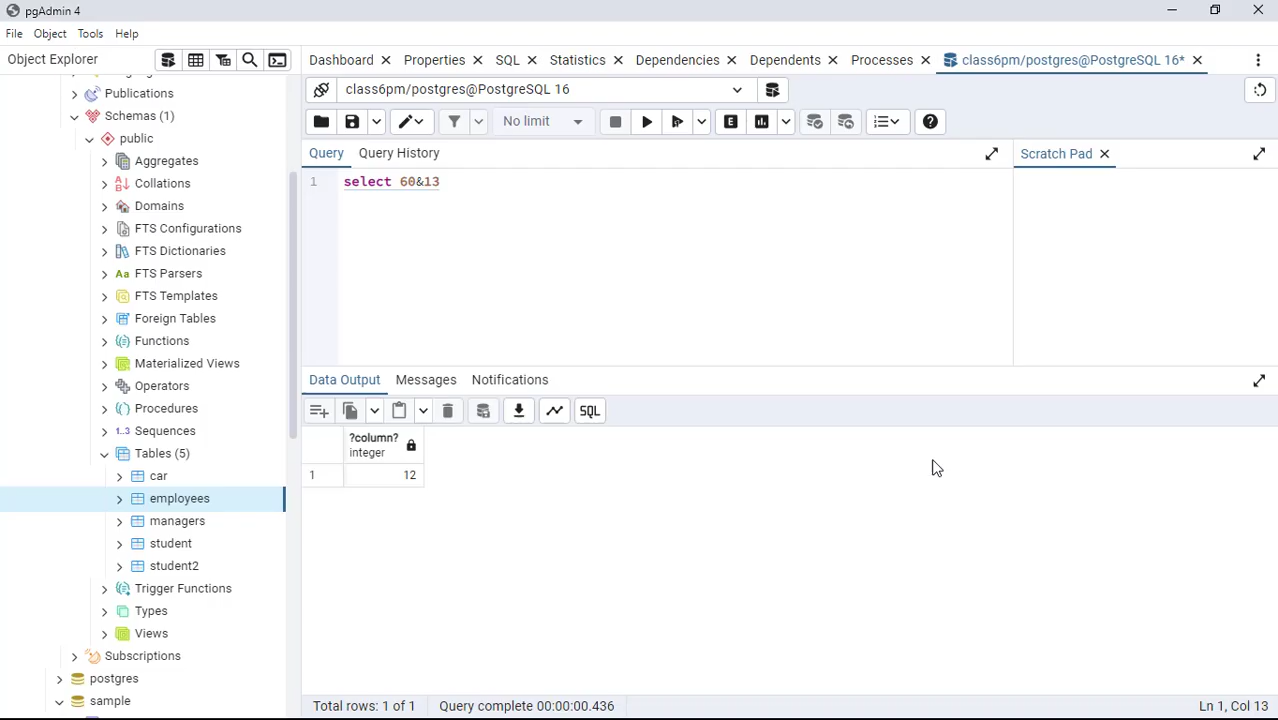 pgAdmin 4
File Object Tools Help
Object Explorer
Dashboard Properties SQL Statistics Dependencies Dependents Processes class6pm/postgres@PostgreSQL 16*
Publications
Schemas (1)
public
Aggregates
Collations
Domains
FTS Configurations
FTS Dictionaries
Aa FTS Parsers
FTS Templates
Foreign Tables
Functions
Materialized Views
Operators
Procedures
1..3 Sequences
Tables (5)
car
employees
managers
student
student2
Trigger Functions
Types
Views
Subscriptions
postgres
sample
class6pm/postgres@PostgreSQL 16
No limit
E
Query Query History
Scratch Pad
1 select 60&13
Data Output Messages Notifications
SQL
?column?
integer
1 12
Total rows: 1 of 1 Query complete 00:00:00.436 Ln 1, Col 13